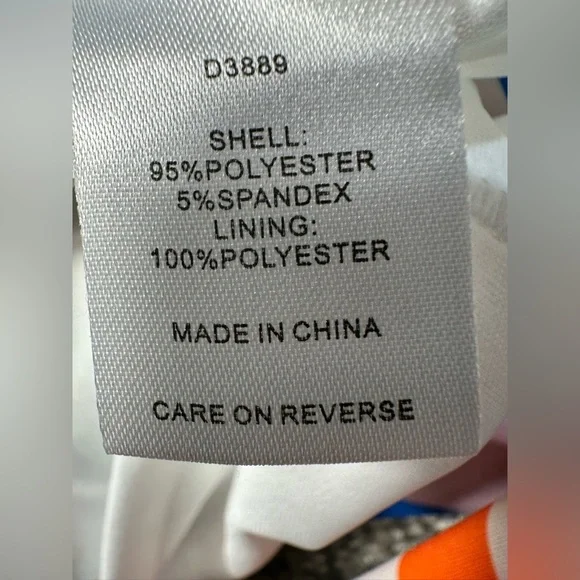 D3889
SHELL:
95%POLYESTER
5%SPANDEX
LINING:
100%POLYESTER
MADE IN CHINA
CARE ON REVERSE